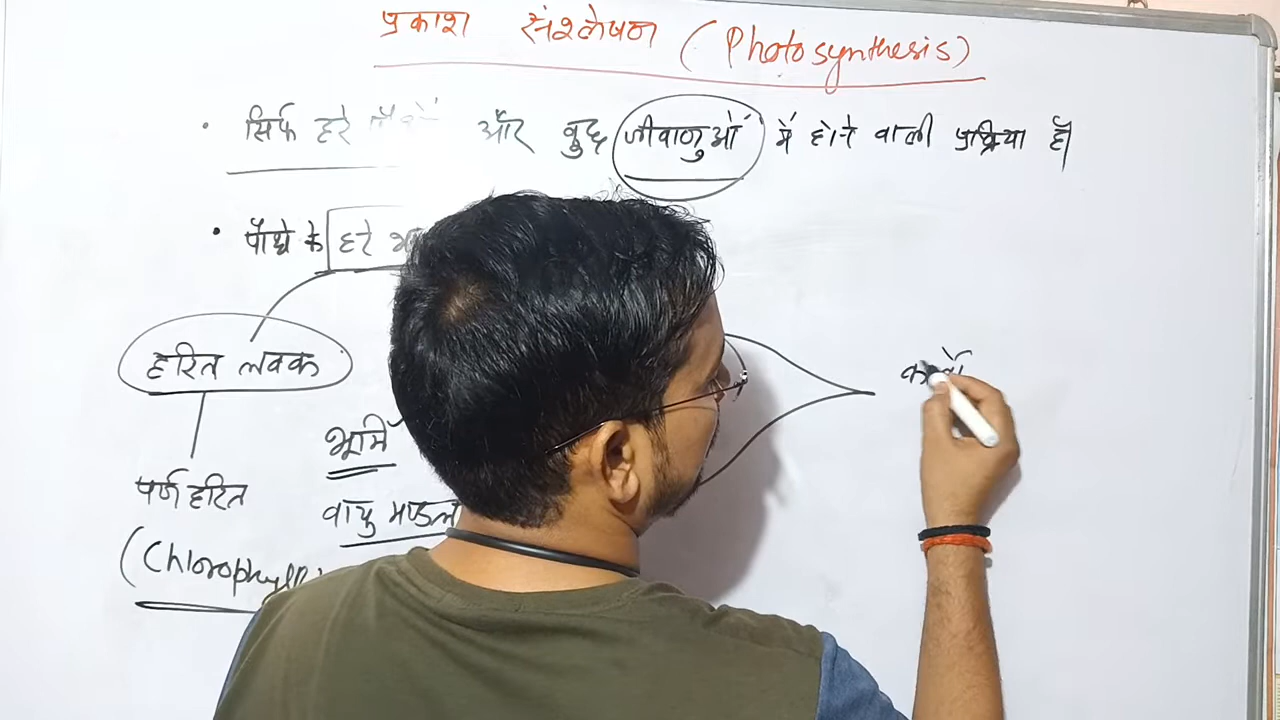 प्रकाश संश्लेषण (Photosynthesis)
• सिर्फ हरे पौधों और कुछ जीवाणुओं में होने वाली प्रक्रिया है।
• पौधे के हरे
हरित लवक
भूमि
पर्ण हरित
वायु मण्डल
(Chlorophyll